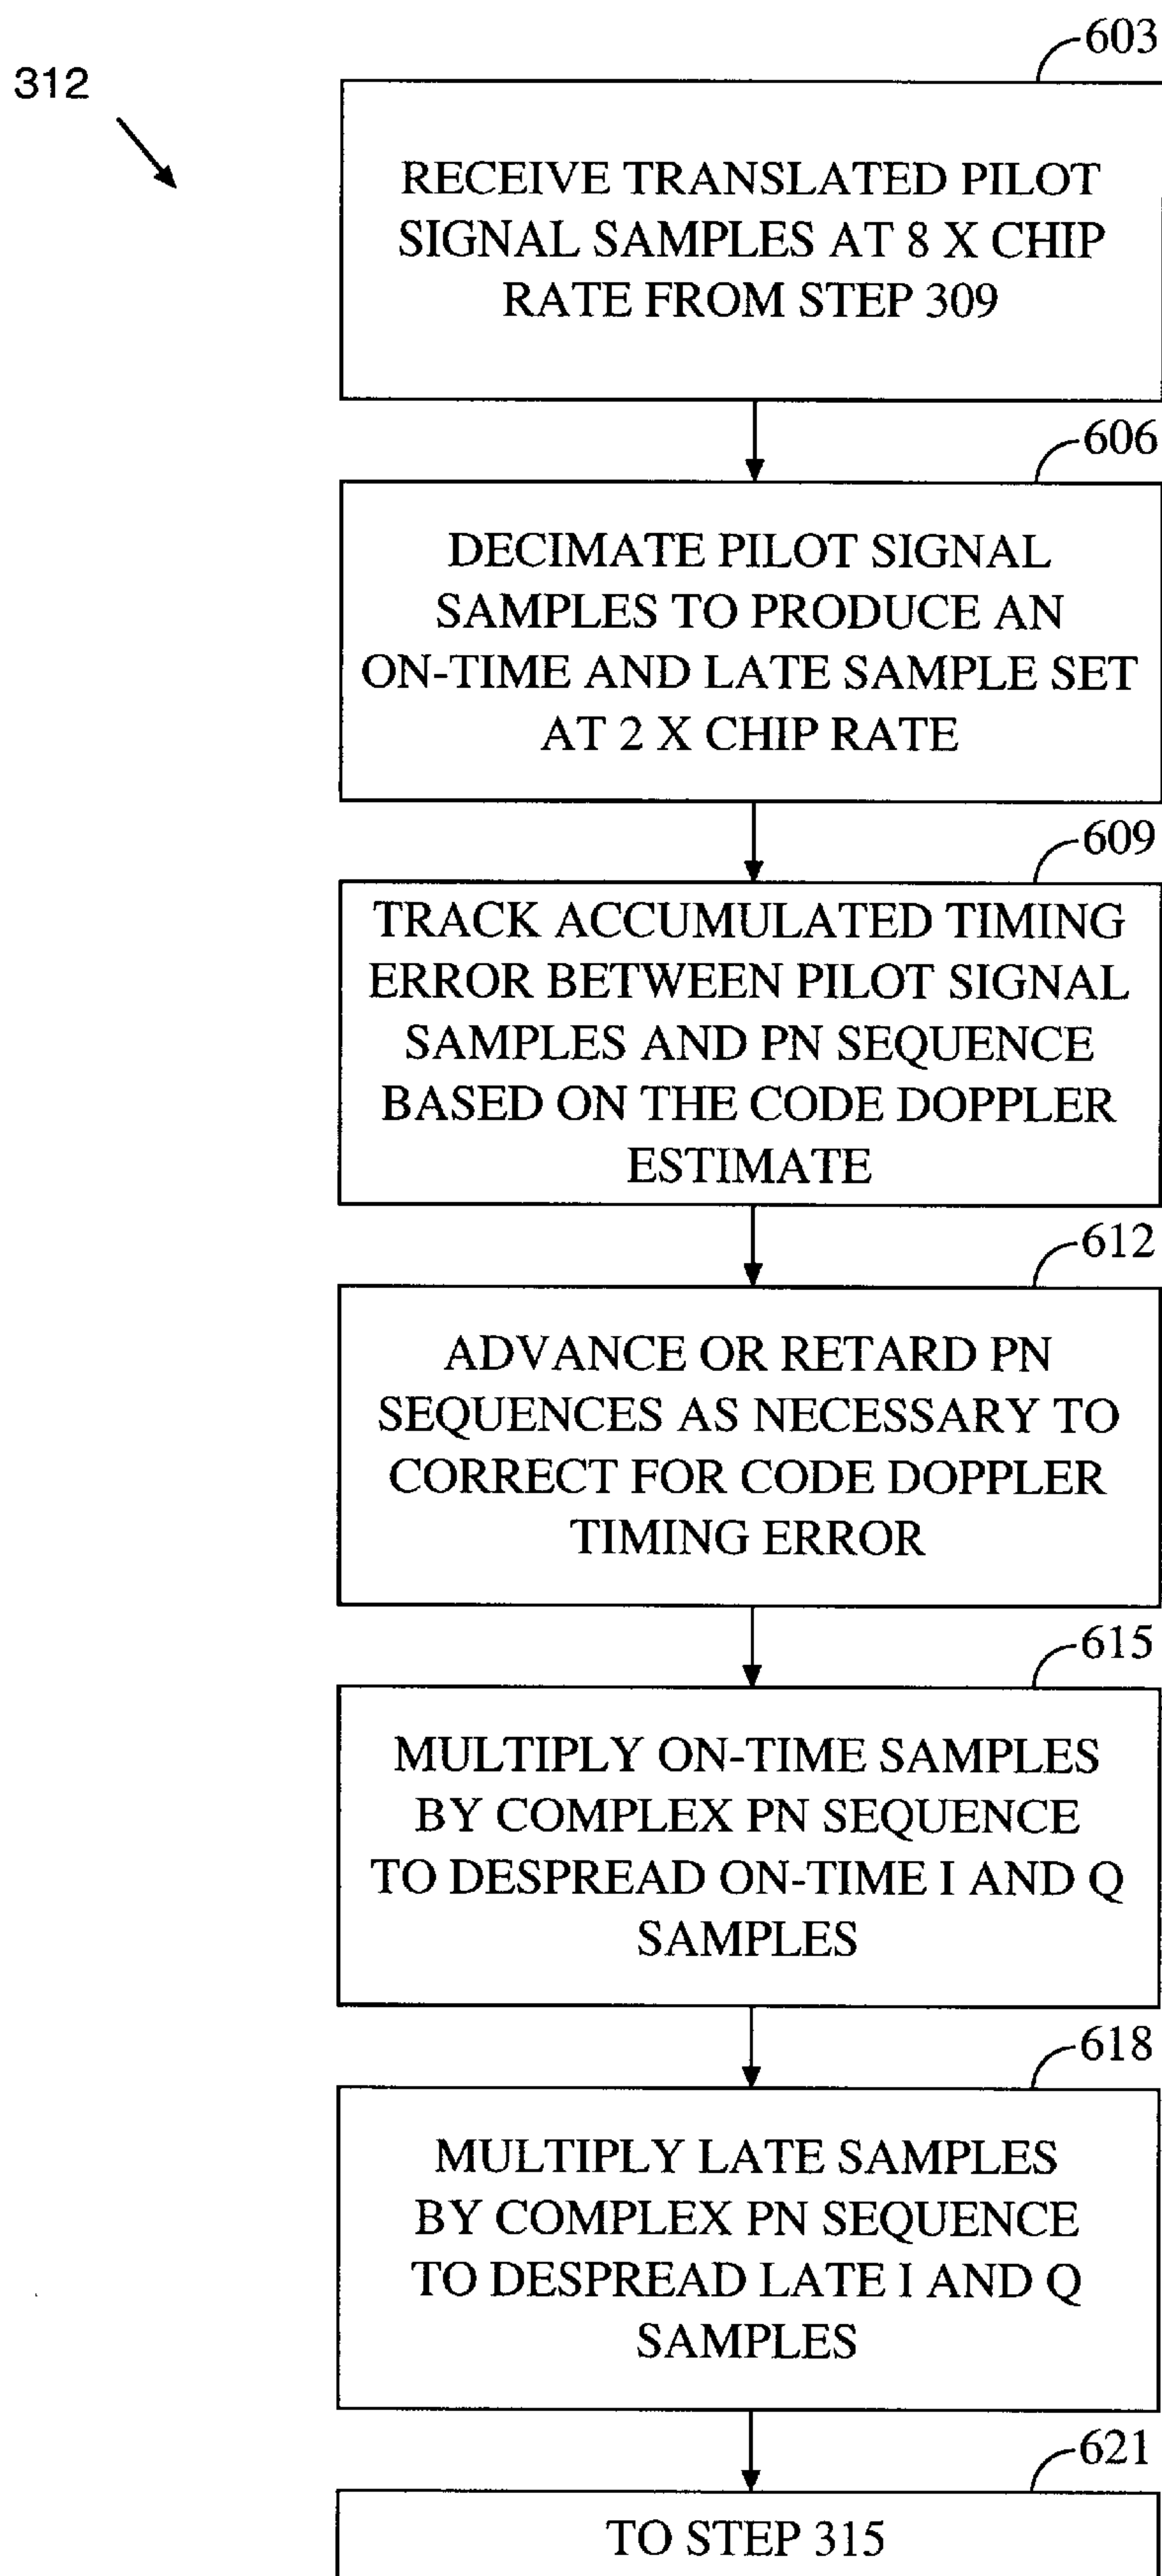 603
312
RECEIVE TRANSLATED PILOT
SIGNAL SAMPLES AT 8 X CHIP
RATE FROM STEP 309
606
DECIMATE PILOT SIGNAL
SAMPLES TO PRODUCE AN
ON-TIME AND LATE SAMPLE SET
AT 2 X CHIP RATE
609
TRACK ACCUMULATED TIMING
ERROR BETWEEN PILOT SIGNAL
SAMPLES AND PN SEQUENCE
BASED ON THE CODE DOPPLER
ESTIMATE
612
ADVANCE OR RETARD PN
SEQUENCES AS NECESSARY TO
CORRECT FOR CODE DOPPLER
TIMING ERROR
615
MULTIPLY ON-TIME SAMPLES
BY COMPLEX PN SEQUENCE
TO DESPREAD ON-TIME I AND Q
SAMPLES
618
MULTIPLY LATE SAMPLES
BY COMPLEX PN SEQUENCE
TO DESPREAD LATE I AND Q
SAMPLES
621
TO STEP 315